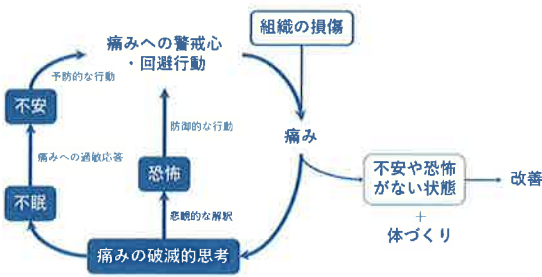 組織の損傷
痛みへの警戒心
・回避行動
予防的な行動
不安
防御的な行動
痛み
痛みへの過敏応答
恐怖
不安や恐怖
がない状態
改善
不眠
悲観的な解釈
+
体づくり
痛みの破滅的思考